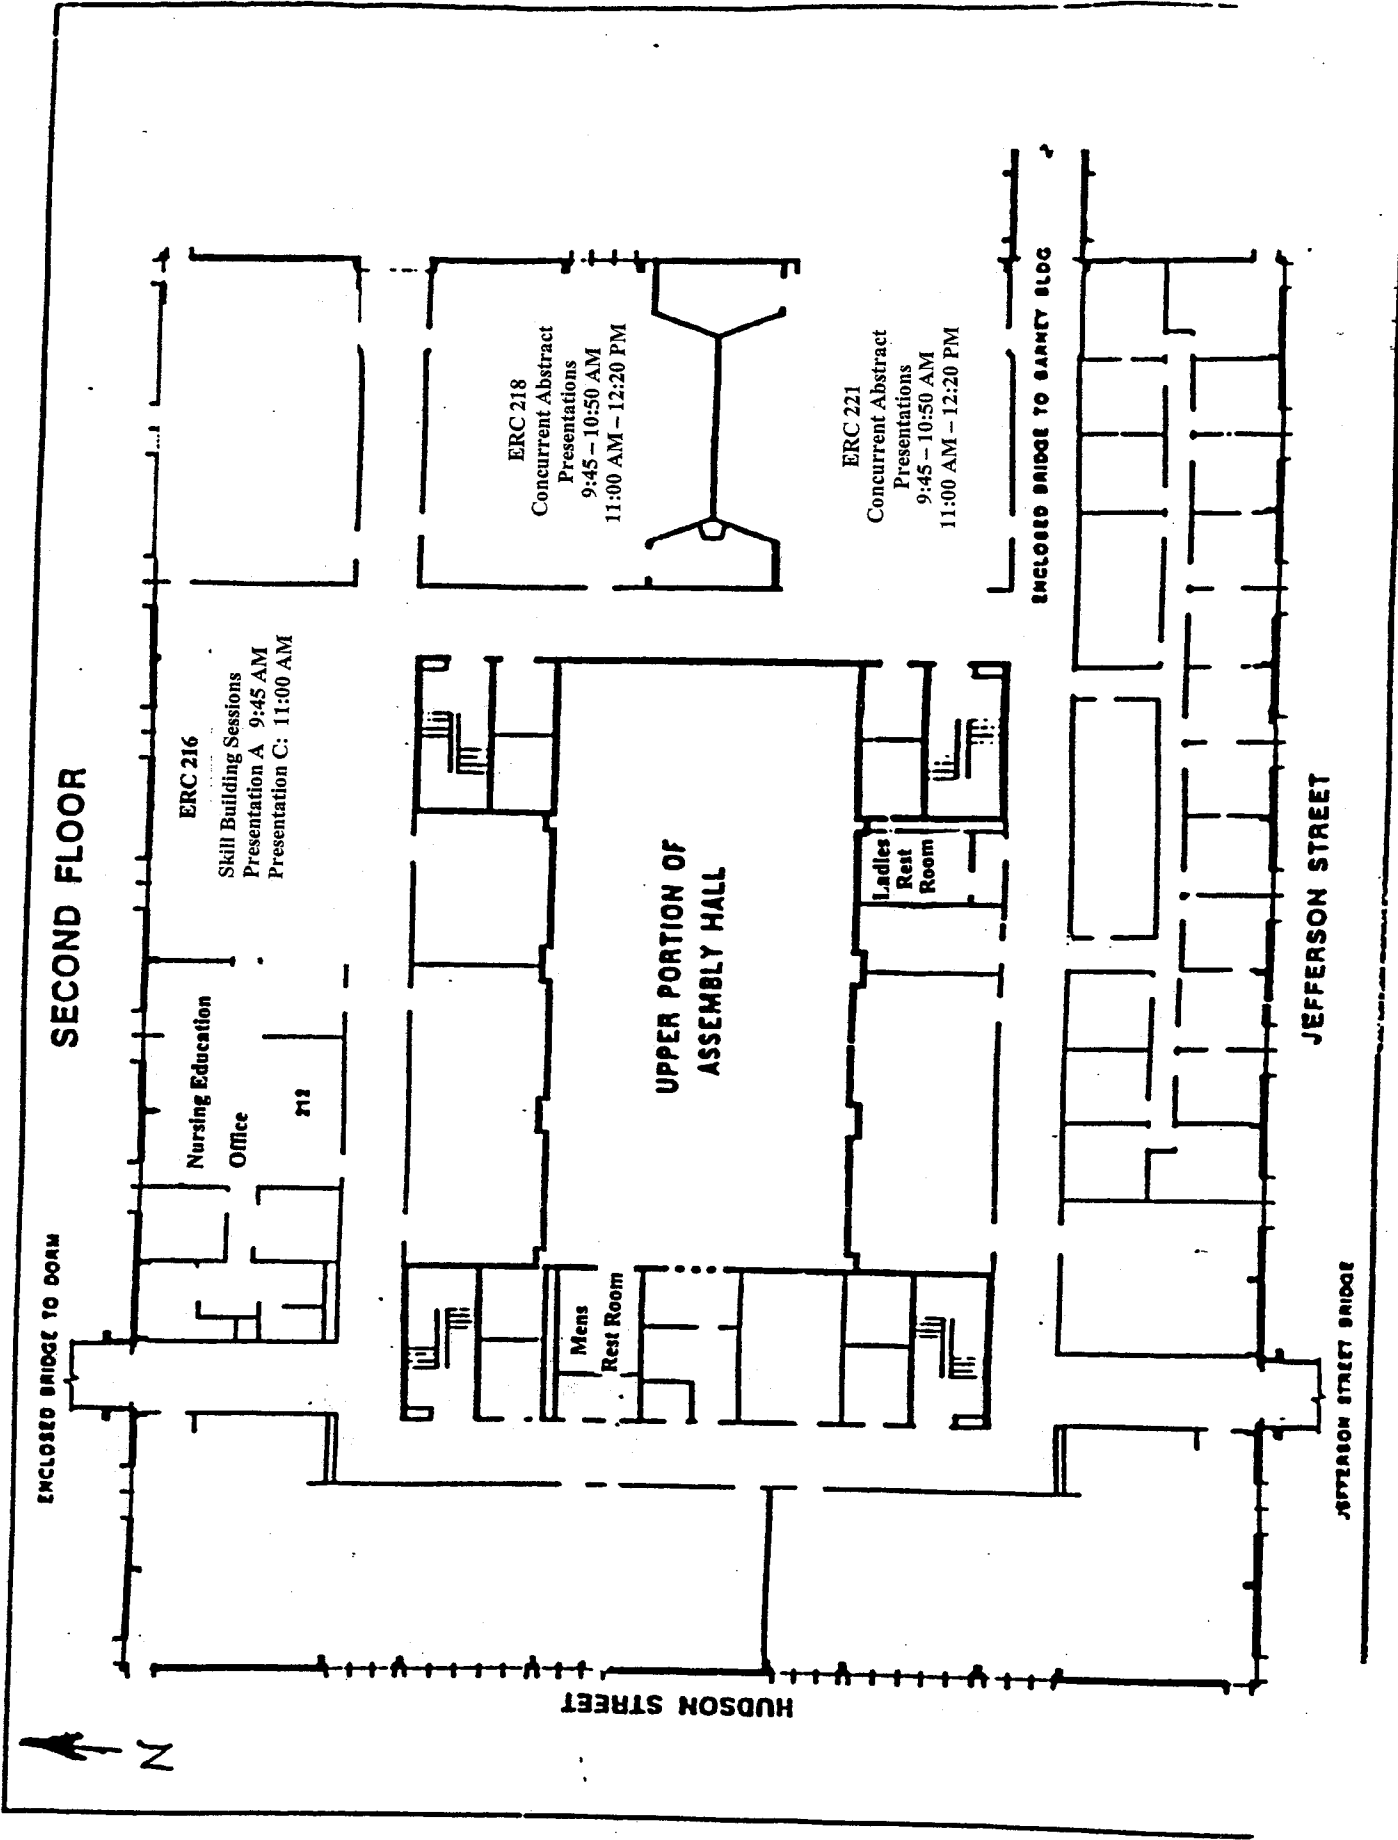 SECOND FLOOR
ENCLOSED BRIDGE TO DORM
Nursing Education
Office
212
ERC 216
Skill Building Sessions
Presentation A 9:45 AM
Presentation C: 11:00 AM
ERC 218
Concurrent Abstract
Presentations
9:45 – 10:50 AM
11:00 AM – 12:20 PM
ERC 221
Concurrent Abstract
Presentations
9:45 – 10:50 AM
11:00 AM – 12:20 PM
UPPER PORTION OF
ASSEMBLY HALL
Mens
Rest Room
Ladies
Rest
Room
ENCLOSED BRIDGE TO BARNEY BLDG
HUDSON STREET
N
JEFFERSON STREET
JEFFERSON STREET BRIDGE